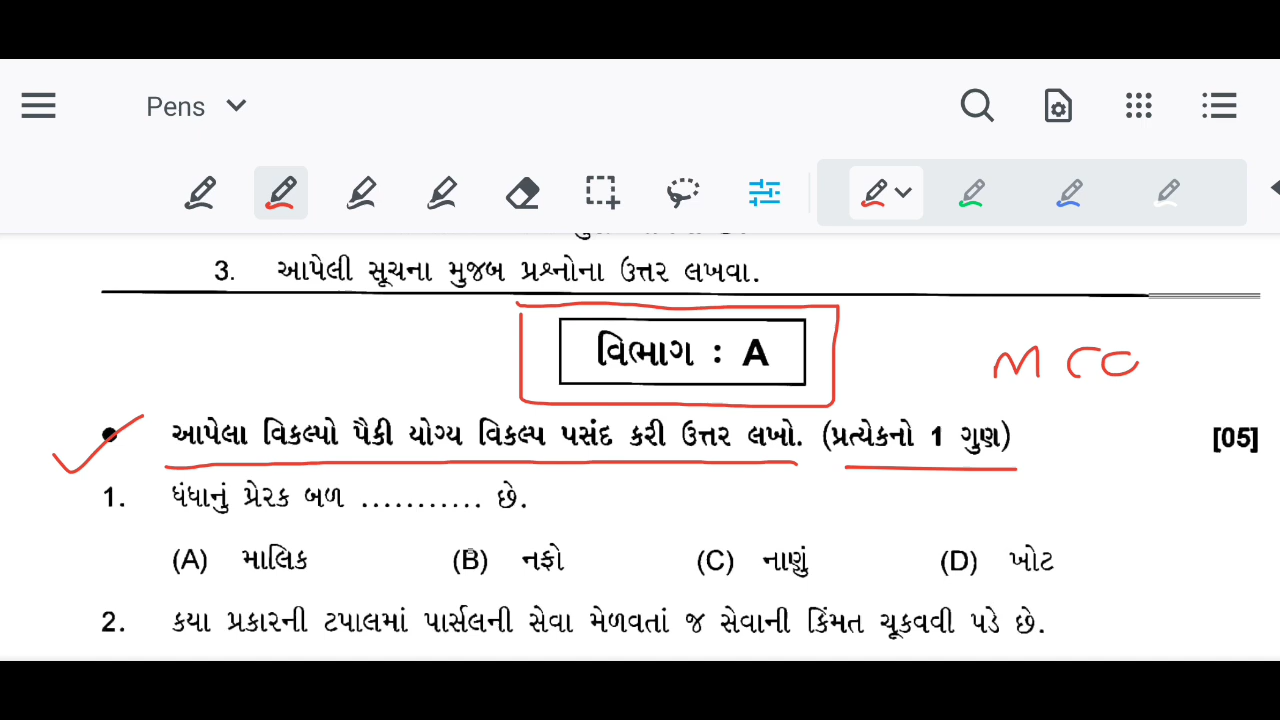 Pens
3. આપેલી સૂચના મુજબ પ્રશ્નોના ઉત્તર લખવા.
વિભાગ : A
આપેલા વિકલ્પો પૈકી યોગ્ય વિકલ્પ પસંદ કરી ઉત્તર લખો. (પ્રત્યેકનો 1 ગુણ) [05]
1. ધંધાનું પ્રેરક બળ ........... છે.
(A) માલિક (B) નફો (C) નાણું (D) ખોટ
2. કયા પ્રકારની ટપાલમાં પાર્સલની સેવા મેળવતાં જ સેવાની કિંમત ચૂકવવી પડે છે.